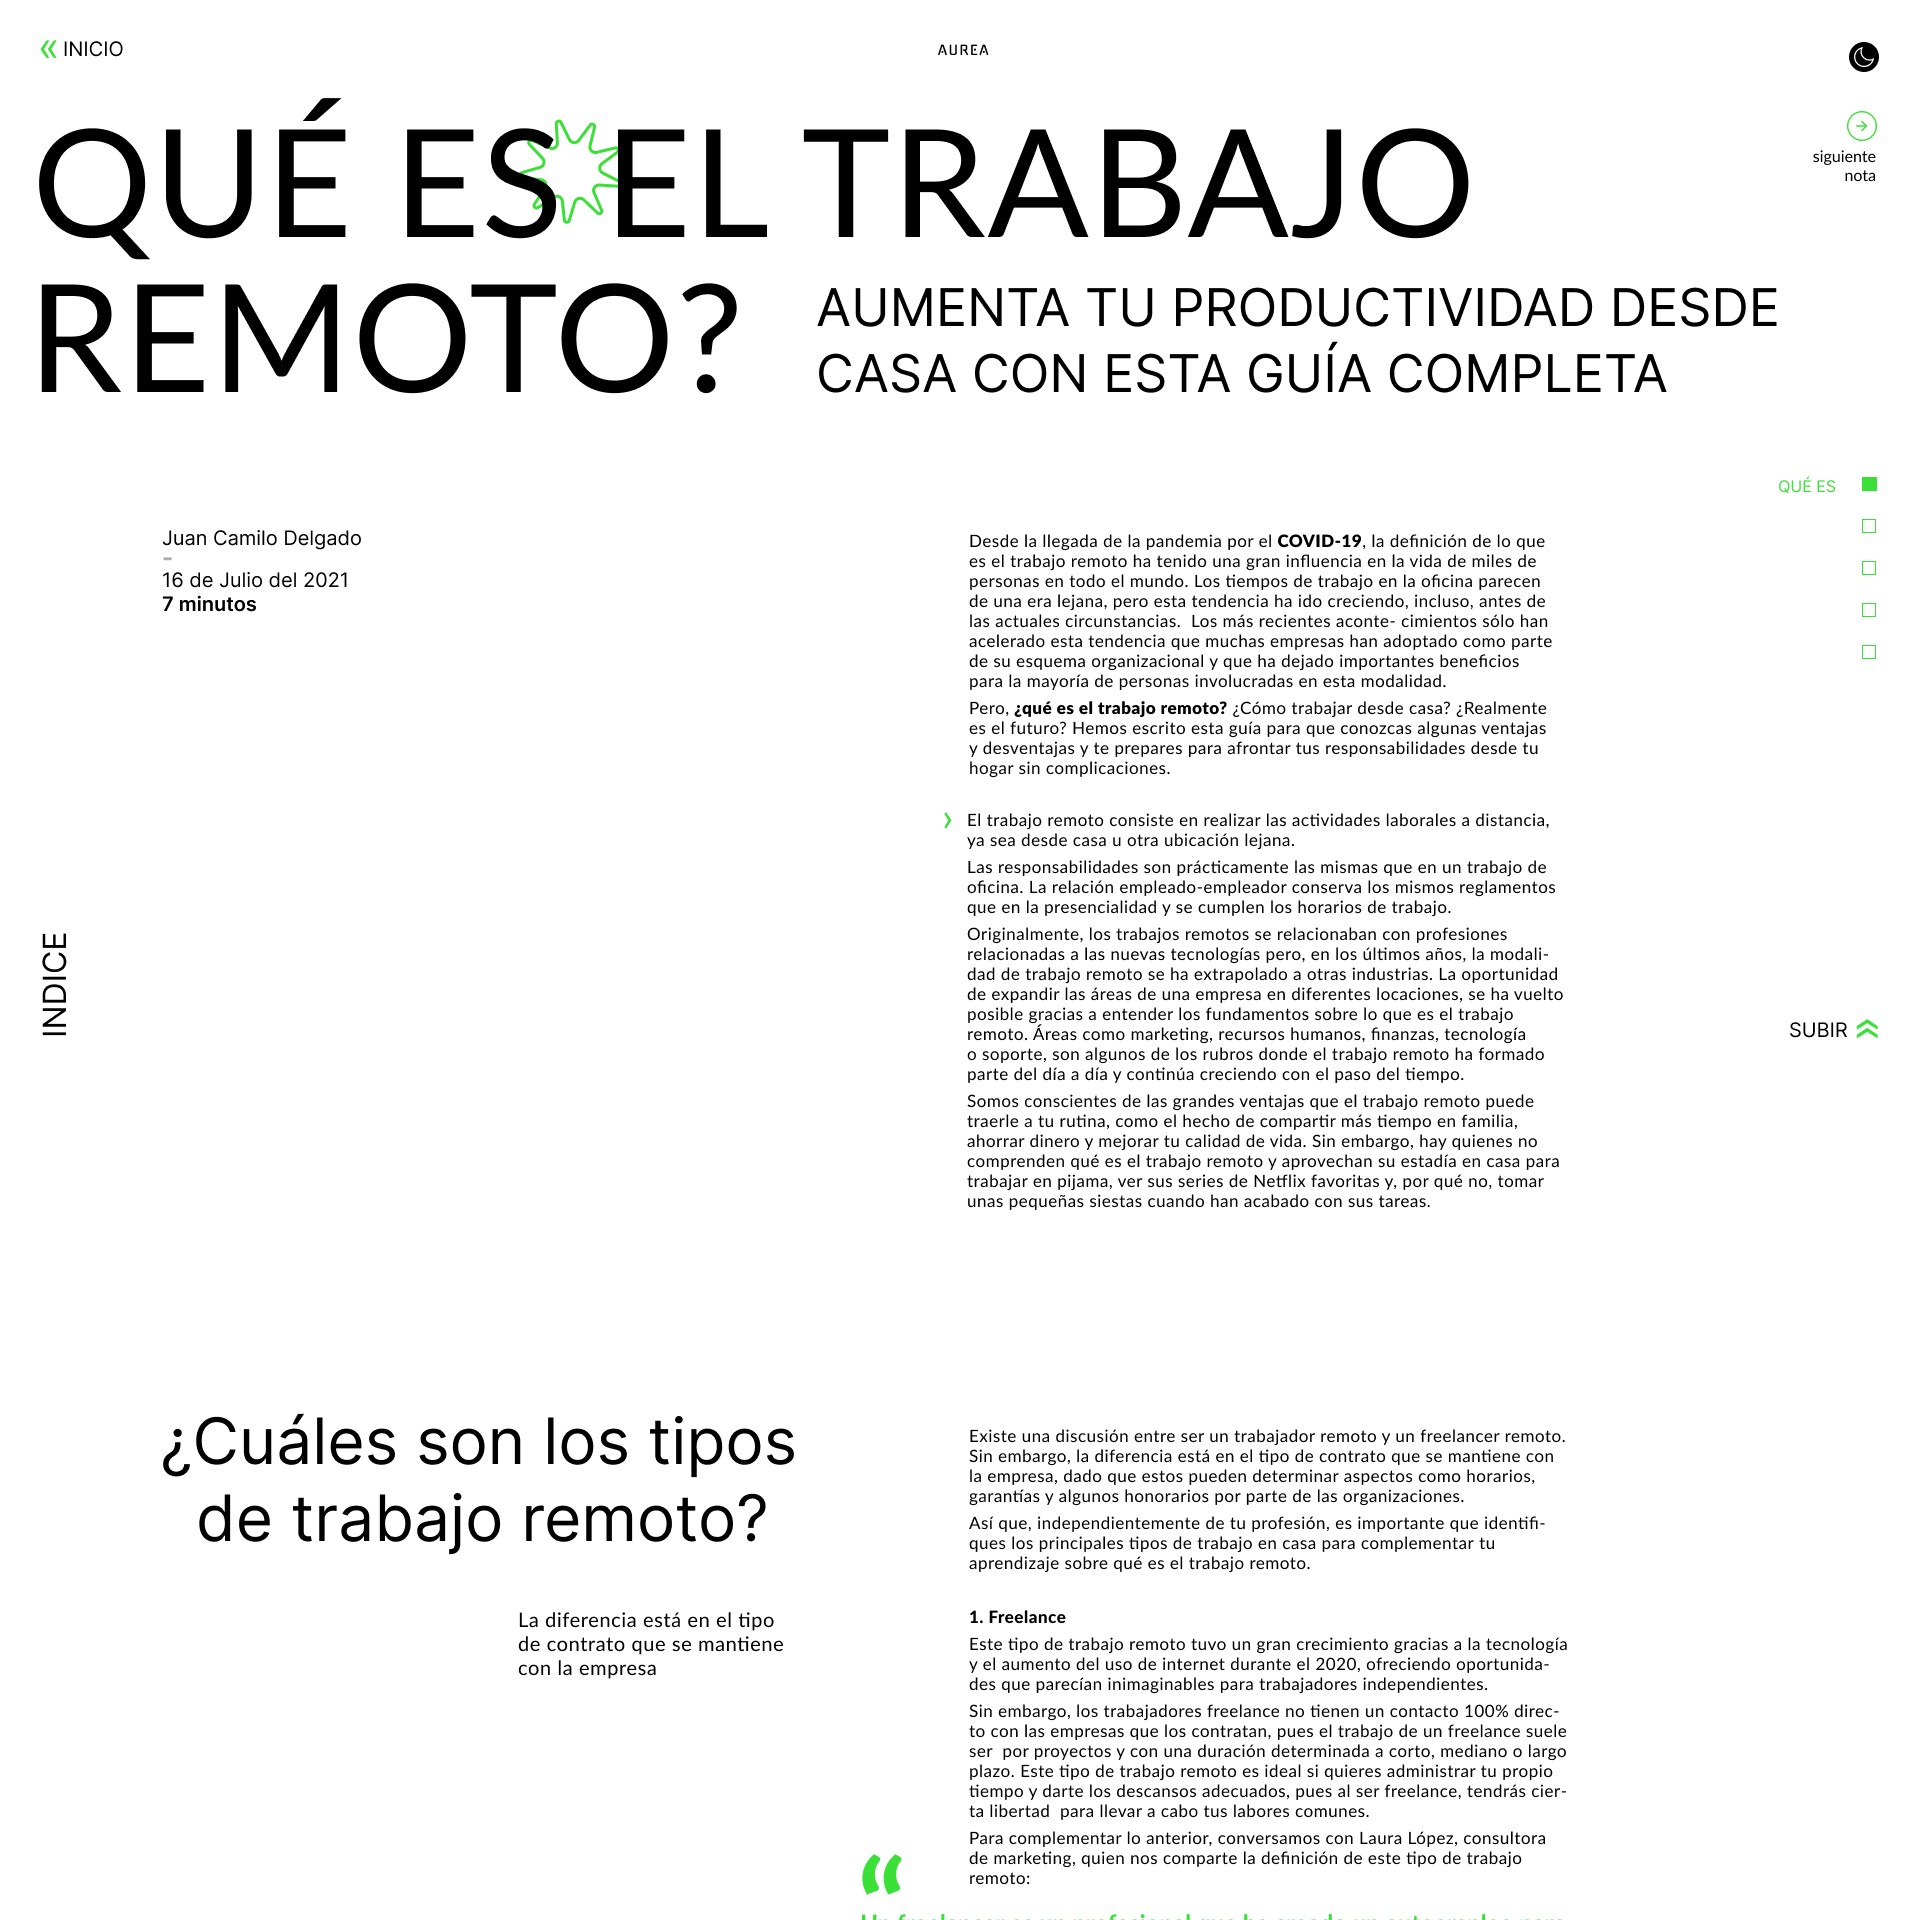 INICIO
AUREA
QUÉ ES EL TRABAJO
REMOTO?
siguiente
nota
AUMENTA TU PRODUCTIVIDAD DESDE
CASA CON ESTA GUÍA COMPLETA
QUÉ ES
Juan Camilo Delgado
–
16 de Julio del 2021
7 minutos
Desde la llegada de la pandemia por el COVID-19, la definición de lo que
es el trabajo remoto ha tenido una gran influencia en la vida de miles de
personas en todo el mundo. Los tiempos de trabajo en la oficina parecen
de una era lejana, pero esta tendencia ha ido creciendo, incluso, antes de
las actuales circunstancias.  Los más recientes aconte- cimientos sólo han
acelerado esta tendencia que muchas empresas han adoptado como parte
de su esquema organizacional y que ha dejado importantes beneficios
para la mayoría de personas involucradas en esta modalidad.
Pero, ¿qué es el trabajo remoto? ¿Cómo trabajar desde casa? ¿Realmente
es el futuro? Hemos escrito esta guía para que conozcas algunas ventajas
y desventajas y te prepares para afrontar tus responsabilidades desde tu
hogar sin complicaciones.
El trabajo remoto consiste en realizar las actividades laborales a distancia,
ya sea desde casa u otra ubicación lejana.
Las responsabilidades son prácticamente las mismas que en un trabajo de
oficina. La relación empleado-empleador conserva los mismos reglamentos
que en la presencialidad y se cumplen los horarios de trabajo.
Originalmente, los trabajos remotos se relacionaban con profesiones
relacionadas a las nuevas tecnologías pero, en los últimos años, la modali-
dad de trabajo remoto se ha extrapolado a otras industrias. La oportunidad
de expandir las áreas de una empresa en diferentes locaciones, se ha vuelto
posible gracias a entender los fundamentos sobre lo que es el trabajo
remoto. Áreas como marketing, recursos humanos, finanzas, tecnología
o soporte, son algunos de los rubros donde el trabajo remoto ha formado
parte del día a día y continúa creciendo con el paso del tiempo.
Somos conscientes de las grandes ventajas que el trabajo remoto puede
traerle a tu rutina, como el hecho de compartir más tiempo en familia,
ahorrar dinero y mejorar tu calidad de vida. Sin embargo, hay quienes no
comprenden qué es el trabajo remoto y aprovechan su estadía en casa para
trabajar en pijama, ver sus series de Netflix favoritas y, por qué no, tomar
unas pequeñas siestas cuando han acabado con sus tareas.
INDICE
SUBIR
¿Cuáles son los tipos
de trabajo remoto?
La diferencia está en el tipo
de contrato que se mantiene
con la empresa
Existe una discusión entre ser un trabajador remoto y un freelancer remoto.
Sin embargo, la diferencia está en el tipo de contrato que se mantiene con
la empresa, dado que estos pueden determinar aspectos como horarios,
garantías y algunos honorarios por parte de las organizaciones.
Así que, independientemente de tu profesión, es importante que identifi-
ques los principales tipos de trabajo en casa para complementar tu
aprendizaje sobre qué es el trabajo remoto.
1. Freelance
Este tipo de trabajo remoto tuvo un gran crecimiento gracias a la tecnología
y el aumento del uso de internet durante el 2020, ofreciendo oportunida-
des que parecían inimaginables para trabajadores independientes.
Sin embargo, los trabajadores freelance no tienen un contacto 100% direc-
to con las empresas que los contratan, pues el trabajo de un freelance suele
ser  por proyectos y con una duración determinada a corto, mediano o largo
plazo. Este tipo de trabajo remoto es ideal si quieres administrar tu propio
tiempo y darte los descansos adecuados, pues al ser freelance, tendrás cier-
ta libertad  para llevar a cabo tus labores comunes.
Para complementar lo anterior, conversamos con Laura López, consultora
de marketing, quien nos comparte la definición de este tipo de trabajo
remoto:
“